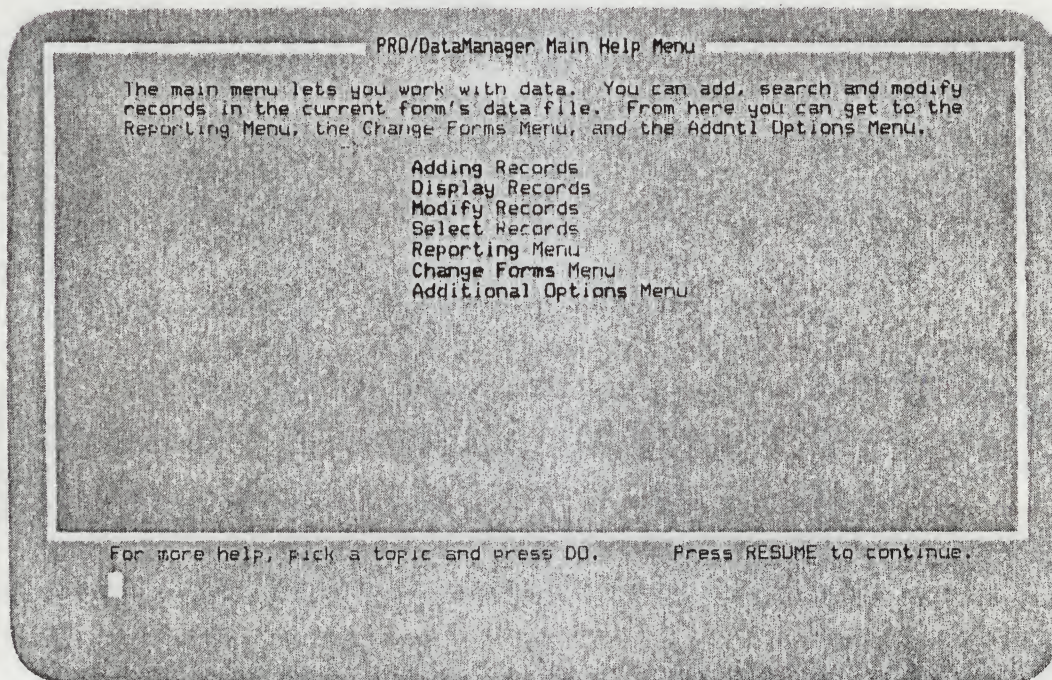 PRO/DataManager Main Help Menu
The main menu lets you work with data. You can add, search and modify
records in the current form's data file. From here you can get to the
Reporting Menu, the Change Forms Menu, and the Addntl Options Menu.
Adding Records
Display Records
Modify Records
Select Records
Reporting Menu
Change Forms Menu
Additional Options Menu
For more help, pick a topic and press DO. Press RESUME to continue.